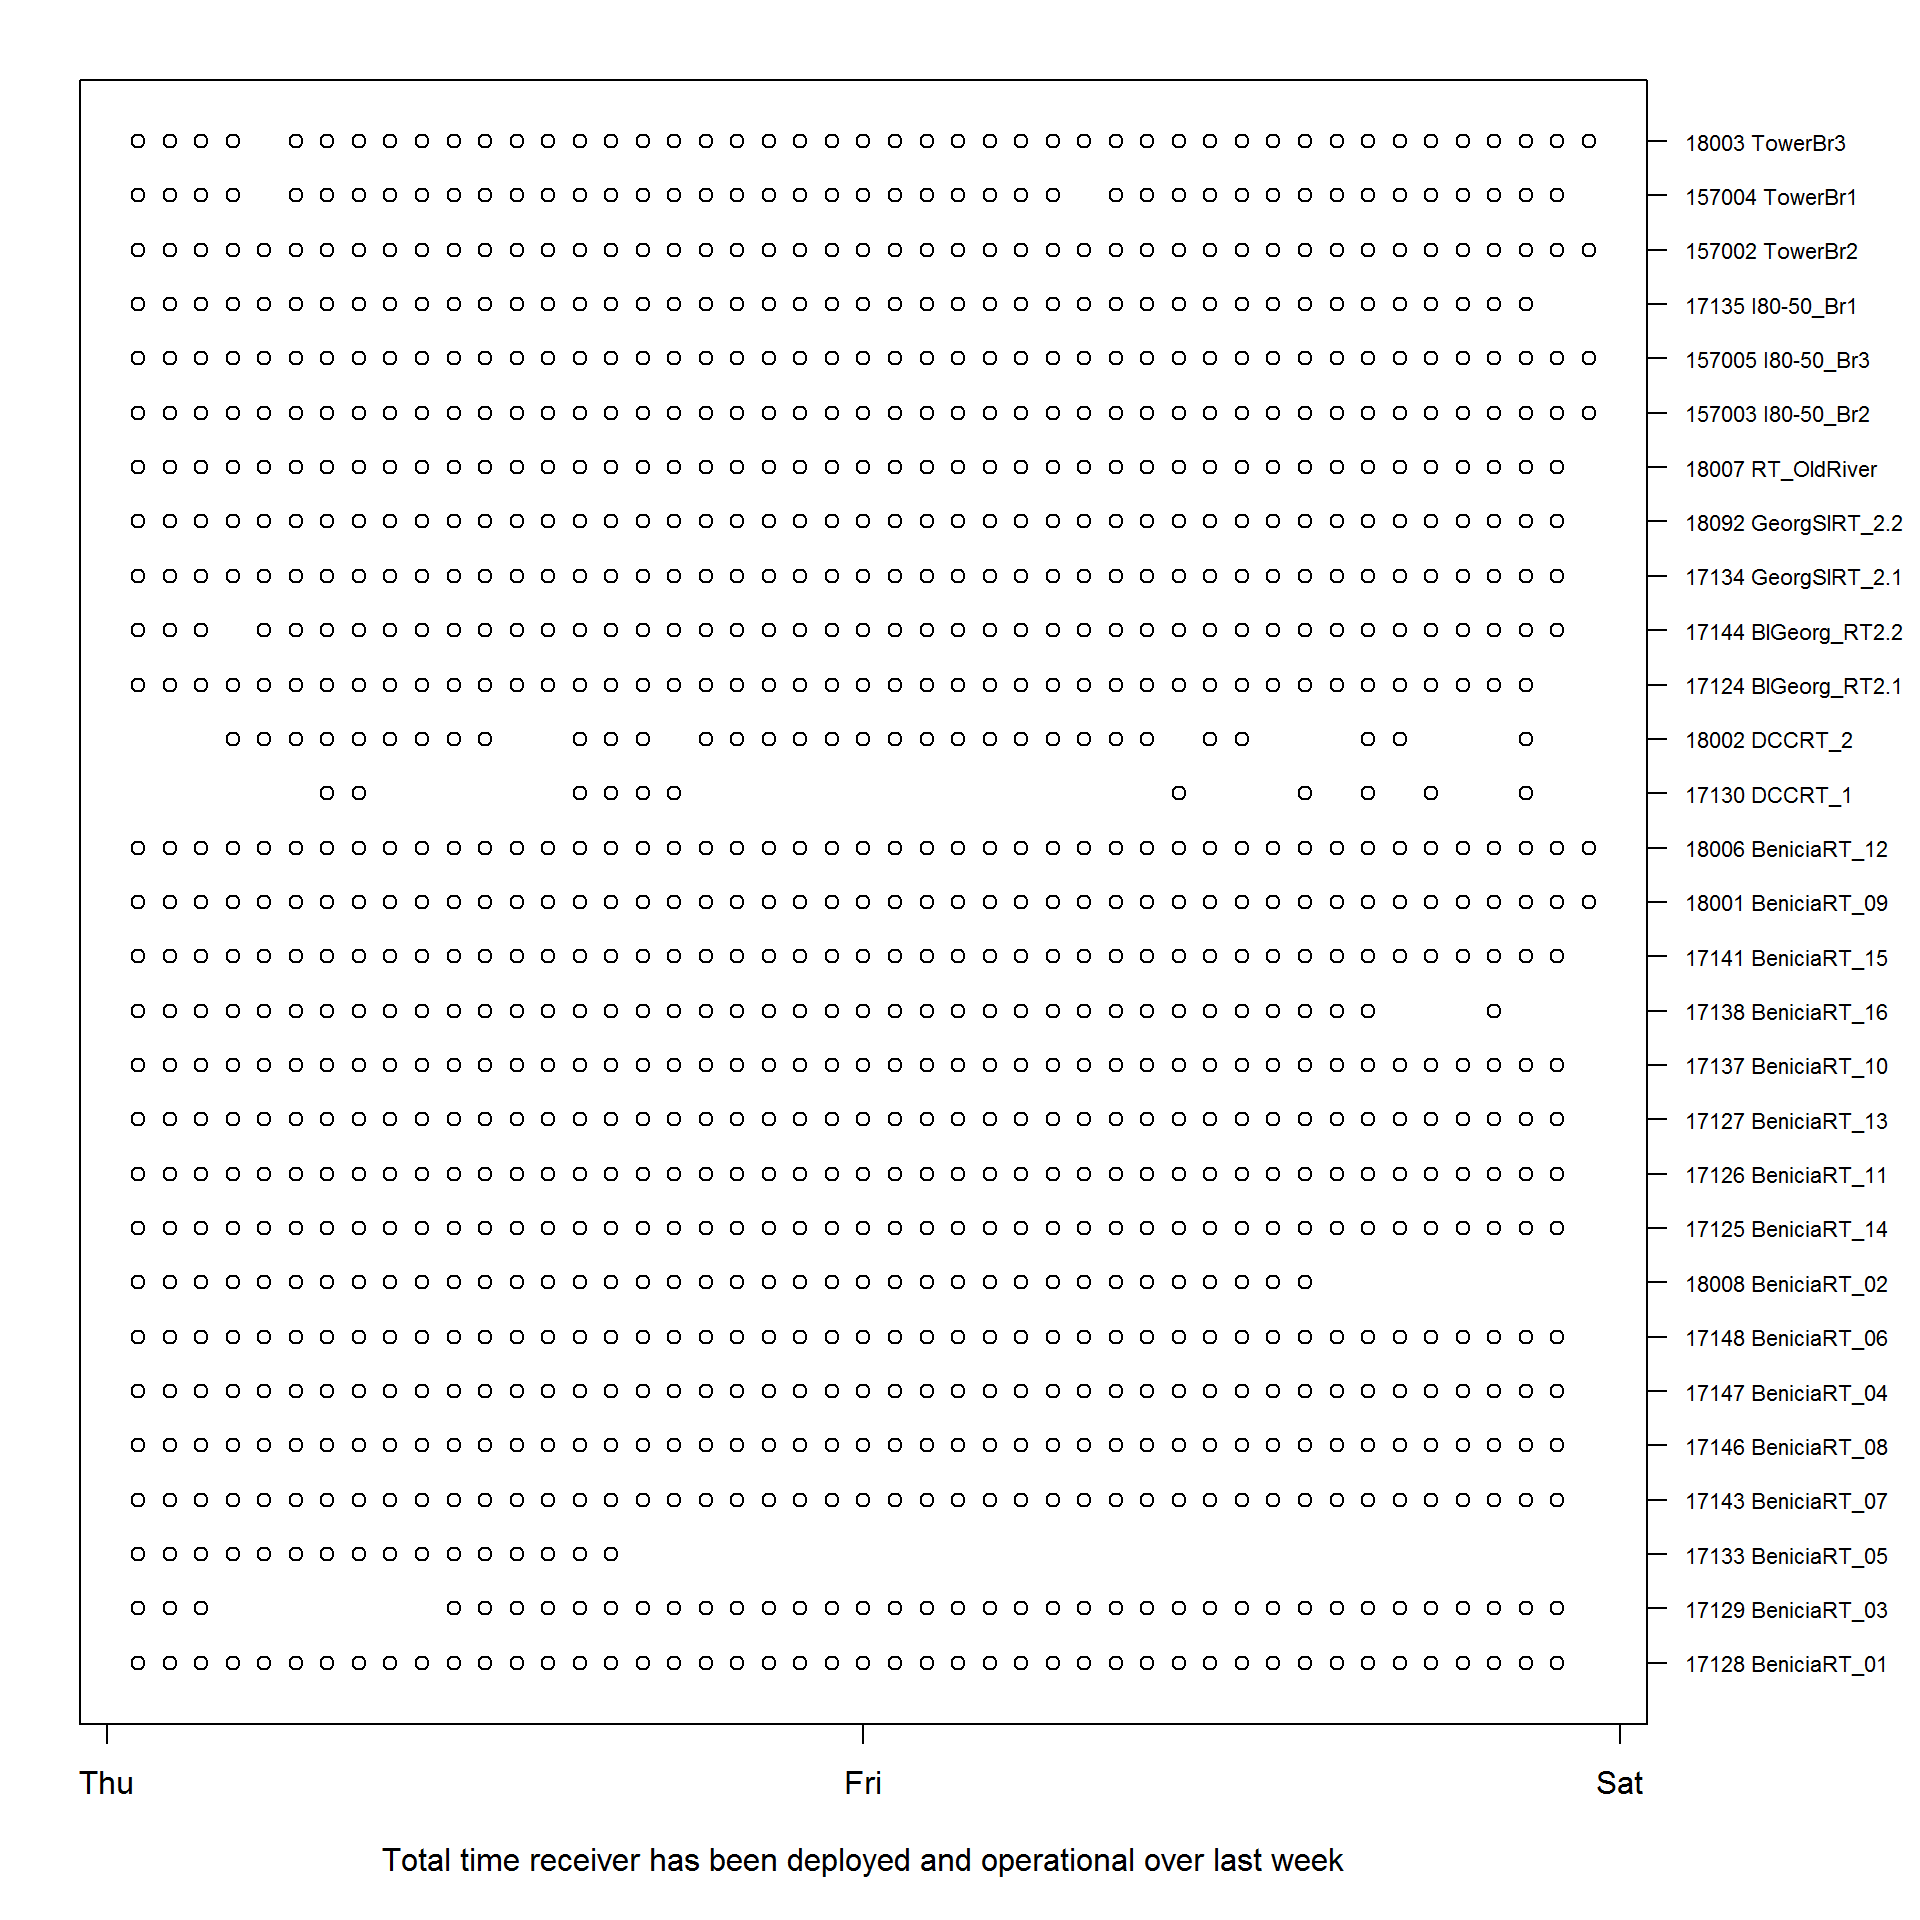 18003 TowerBr3
157004 TowerBr1
157002 TowerBr2
17135 I80-50_Br1
157005 I80-50_Br3
157003 I80-50_Br2
18007 RT_OldRiver
18092 GeorgSlRT_2.2
17134 GeorgSlRT_2.1
17144 BlGeorg_RT2.2
17124 BlGeorg_RT2.1
18002 DCCRT_2
17130 DCCRT_1
18006 BeniciaRT_12
18001 BeniciaRT_09
17141 BeniciaRT_15
17138 BeniciaRT_16
17137 BeniciaRT_10
17127 BeniciaRT_13
17126 BeniciaRT_11
17125 BeniciaRT_14
18008 BeniciaRT_02
17148 BeniciaRT_06
17147 BeniciaRT_04
17146 BeniciaRT_08
17143 BeniciaRT_07
17133 BeniciaRT_05
17129 BeniciaRT_03
17128 BeniciaRT_01
Thu Fri Sat
Total time receiver has been deployed and operational over last week